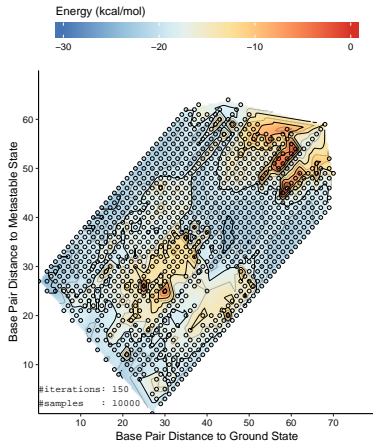 Energy (kcal/mol)
−30 −20 −10 0
Base Pair Distance to Metastable State
60
50
40
30
20
10
#iterations: 150
#samples : 10000
0 10 20 30 40 50 60 70
Base Pair Distance to Ground State